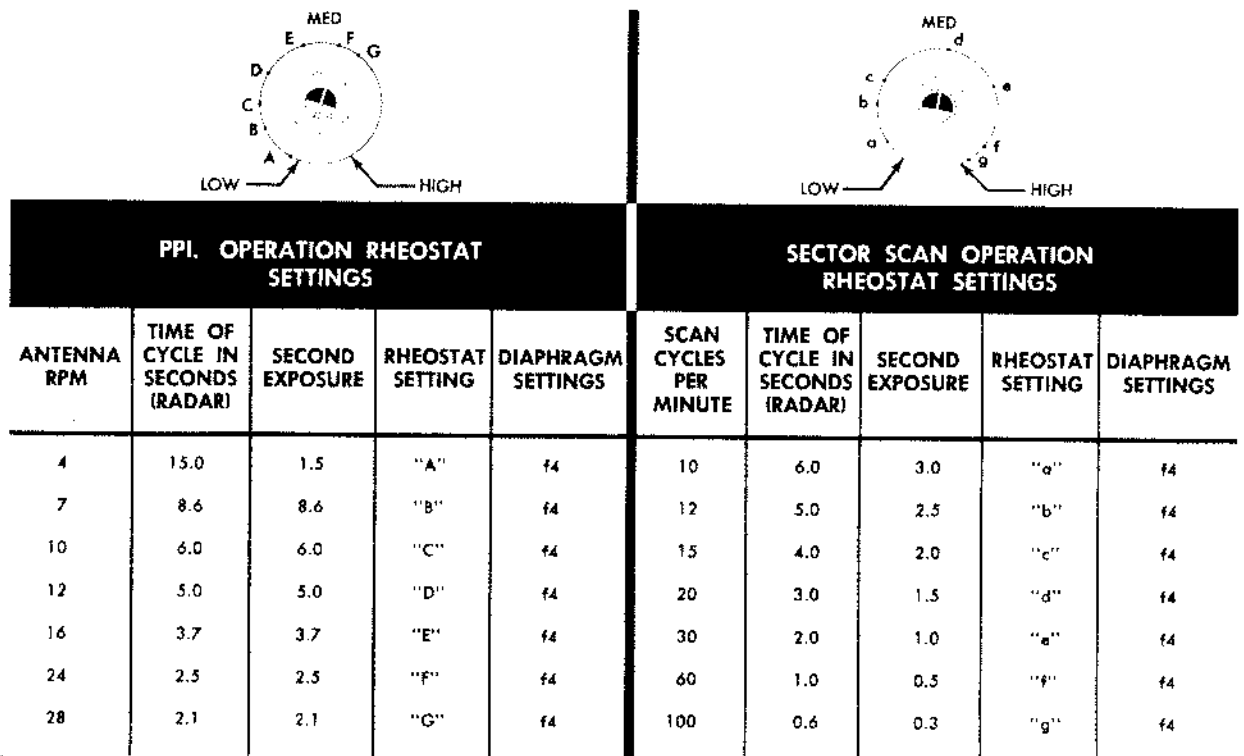 MED
E F
D G
C
B
A
LOW HIGH
MED
d
c
b e
a
f
g
LOW HIGH
PPI. OPERATION RHEOSTAT
SETTINGS
ANTENNA RPM | TIME OF CYCLE IN SECONDS (RADAR) | SECOND EXPOSURE | RHEOSTAT SETTING | DIAPHRAGM SETTINGS
4 15.0 1.5 "A" f4
7 8.6 8.6 "B" f4
10 6.0 6.0 "C" f4
12 5.0 5.0 "D" f4
16 3.7 3.7 "E" f4
24 2.5 2.5 "F" f4
28 2.1 2.1 "G" f4
SECTOR SCAN OPERATION
RHEOSTAT SETTINGS
SCAN CYCLES PER MINUTE | TIME OF CYCLE IN SECONDS (RADAR) | SECOND EXPOSURE | RHEOSTAT SETTING | DIAPHRAGM SETTINGS
10 6.0 3.0 "a" f4
12 5.0 2.5 "b" f4
15 4.0 2.0 "c" f4
20 3.0 1.5 "d" f4
30 2.0 1.0 "e" f4
60 1.0 0.5 "f" f4
100 0.6 0.3 "g" f4